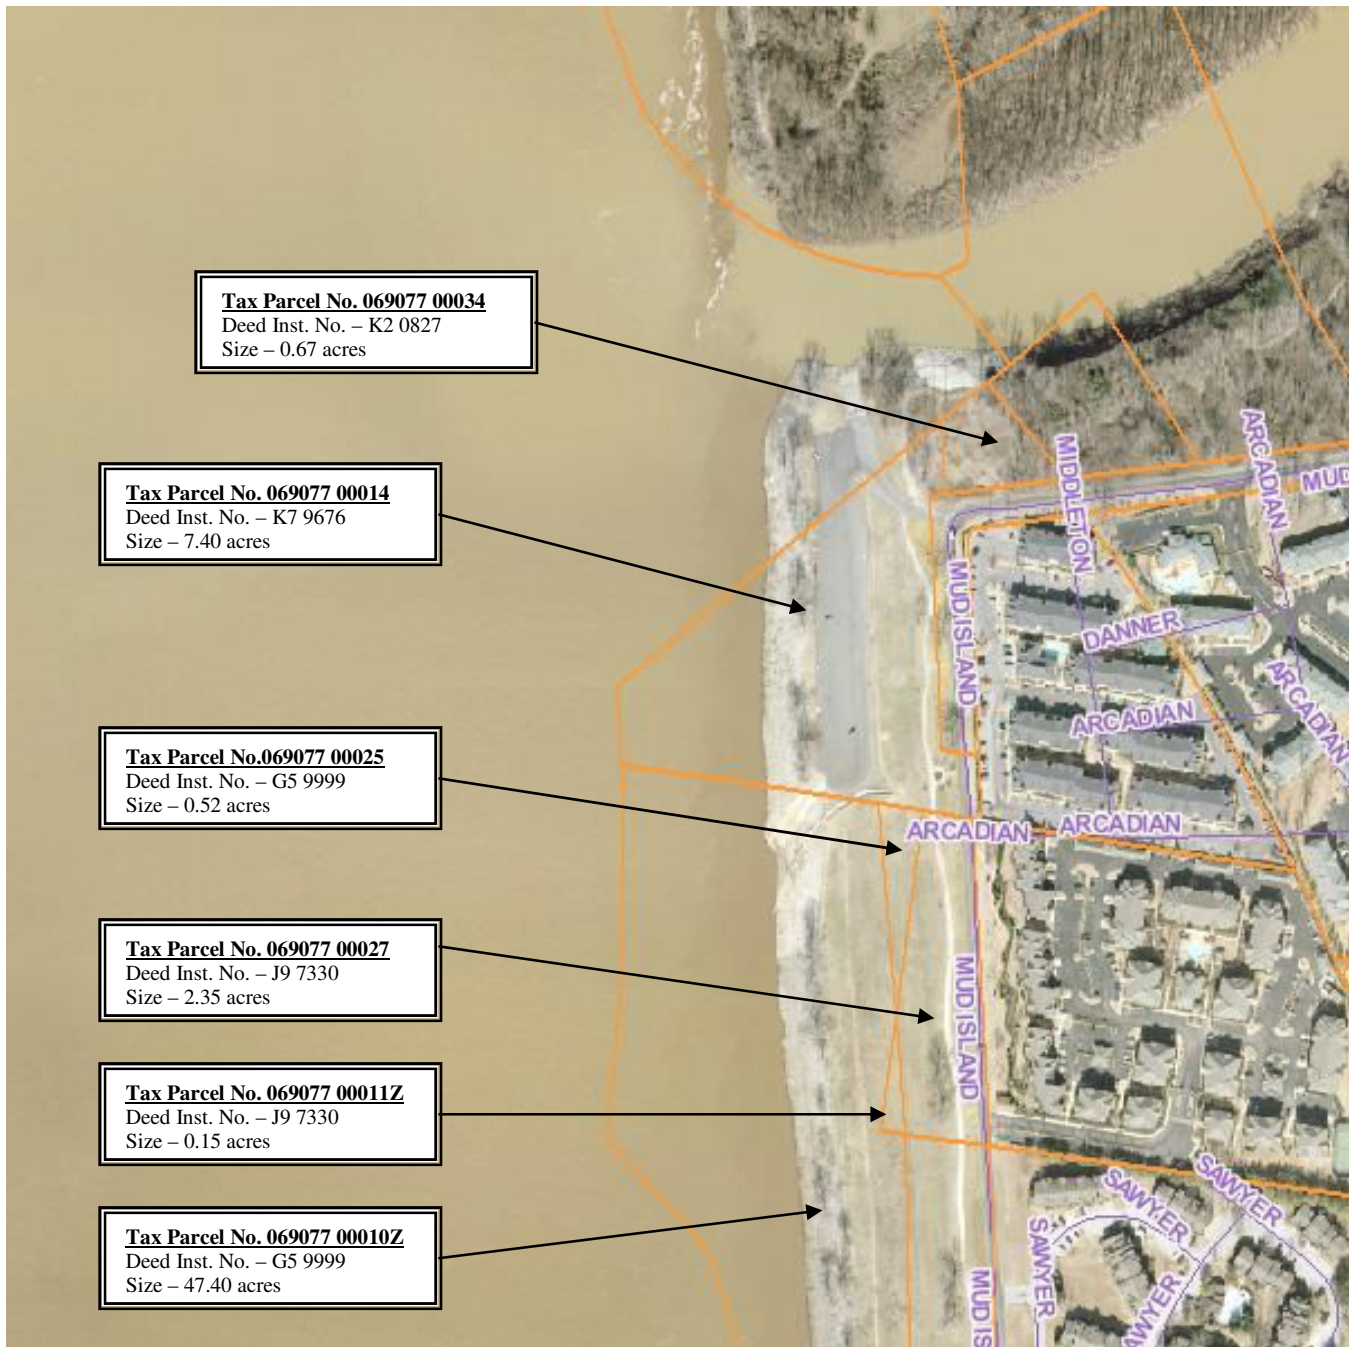 Tax Parcel No. 069077 00034
Deed Inst. No. – K2 0827
Size – 0.67 acres
Tax Parcel No. 069077 00014
Deed Inst. No. – K7 9676
Size – 7.40 acres
Tax Parcel No.069077 00025
Deed Inst. No. – G5 9999
Size – 0.52 acres
Tax Parcel No. 069077 00027
Deed Inst. No. – J9 7330
Size – 2.35 acres
Tax Parcel No. 069077 00011Z
Deed Inst. No. – J9 7330
Size – 0.15 acres
Tax Parcel No. 069077 00010Z
Deed Inst. No. – G5 9999
Size – 47.40 acres
MIDDLETON
ARCADIAN
MUD
MUD ISLAND
DANNER
ARCADIAN
ARCADIAN
ARCADIAN
ARCADIAN
MUD ISLAND
SAWYER
SAWYER
SAWYER
AWYER
MUD IS